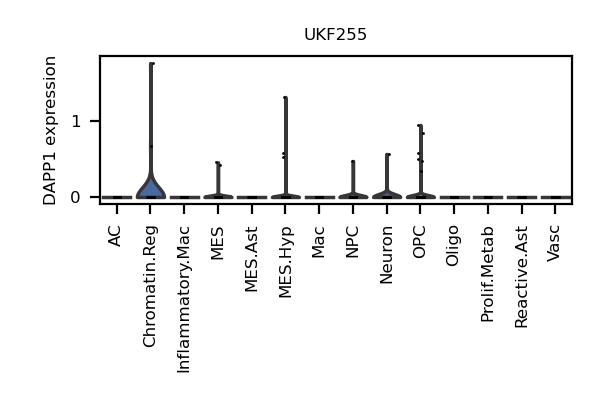 UKF255
DAPP1 expression
1
0
AC
Chromatin.Reg
Inflammatory.Mac
MES
MES.Ast
MES.Hyp
Mac
NPC
Neuron
OPC
Oligo
Prolif.Metab
Reactive.Ast
Vasc